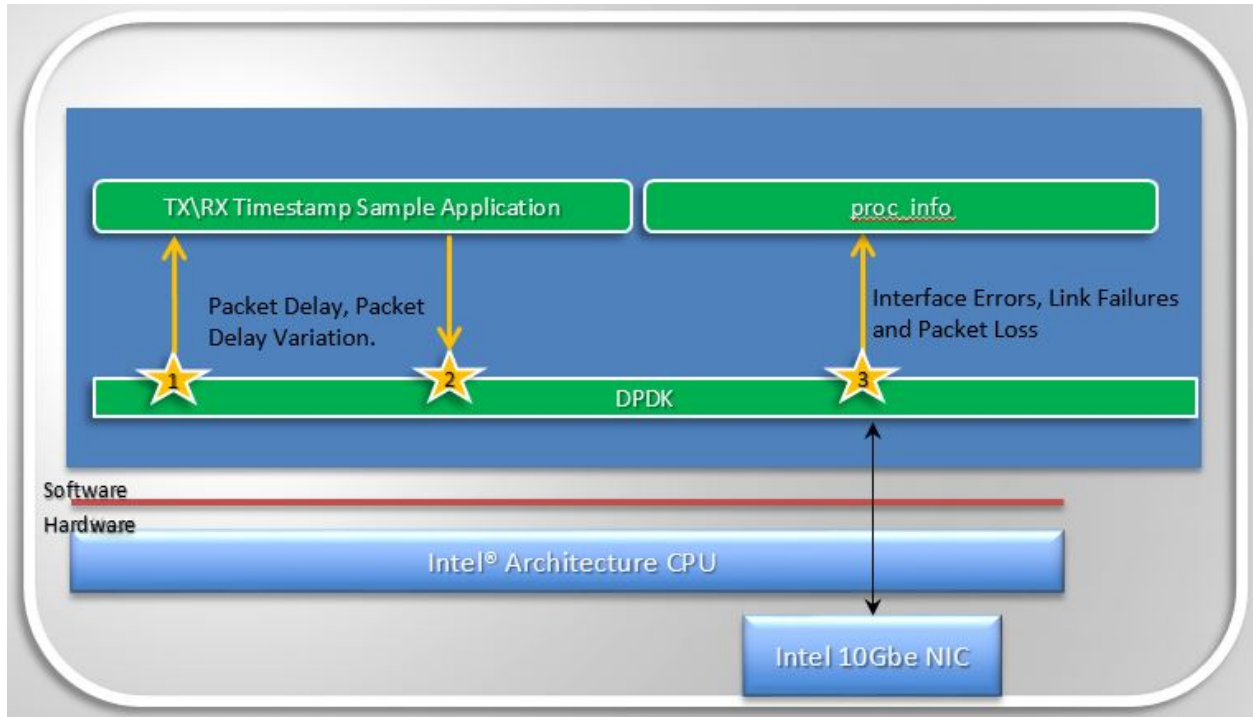 TX\RX Timestamp Sample Application
proc_info
Packet Delay, Packet
Delay Variation.
Interface Errors, Link Failures
and Packet Loss
1
2
3
DPDK
Software
Hardware
Intel® Architecture CPU
Intel 10Gbe NIC